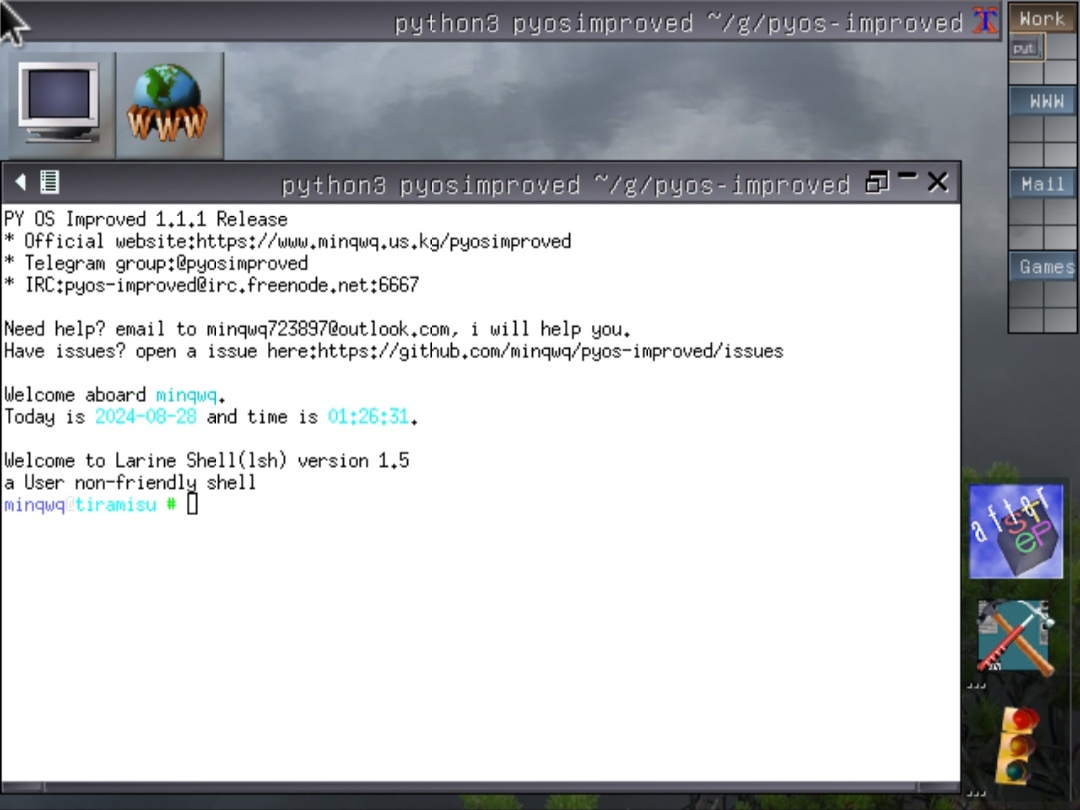 python3 pyosimproved ~/g/pyos-improved
Work
pyt
WWW
Mail
Games
WWW
python3 pyosimproved ~/g/pyos-improved
PY OS Improved 1.1.1 Release
* Official website:https://www.minqwq.us.kg/pyosimproved
* Telegram group:@pyosimproved
* IRC:pyos-improved@irc.freenode.net:6667
Need help? email to minqwq723897@outlook.com, i will help you.
Have issues? open a issue here:https://github.com/minqwq/pyos-improved/issues
Welcome aboard minqwq.
Today is 2024-08-28 and time is 01:26:31.
Welcome to Larine Shell(lsh) version 1.5
a User non-friendly shell
minqwq@tiramisu #
after
STeP
...
...